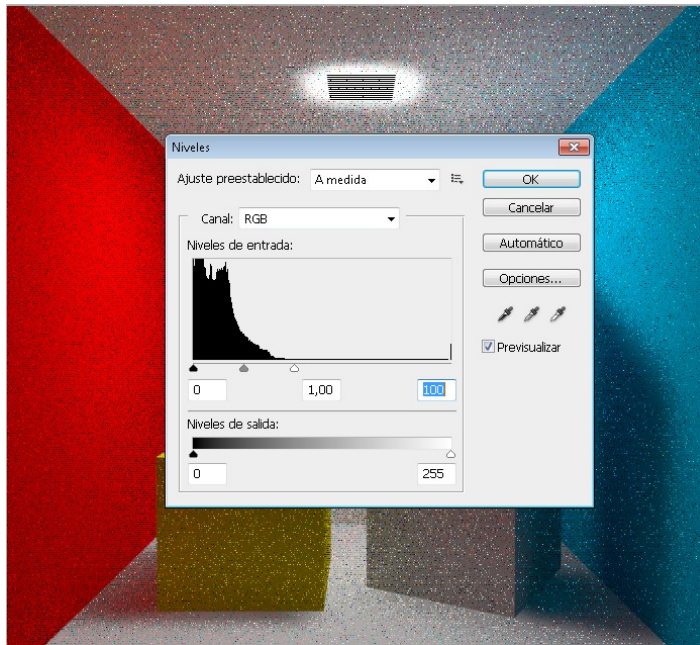 Niveles
Ajuste preestablecido: A medida
OK
Canal: RGB
Cancelar
Niveles de entrada:
Automático
Opciones...
Previsualizar
0 1,00 100
Niveles de salida:
0 255